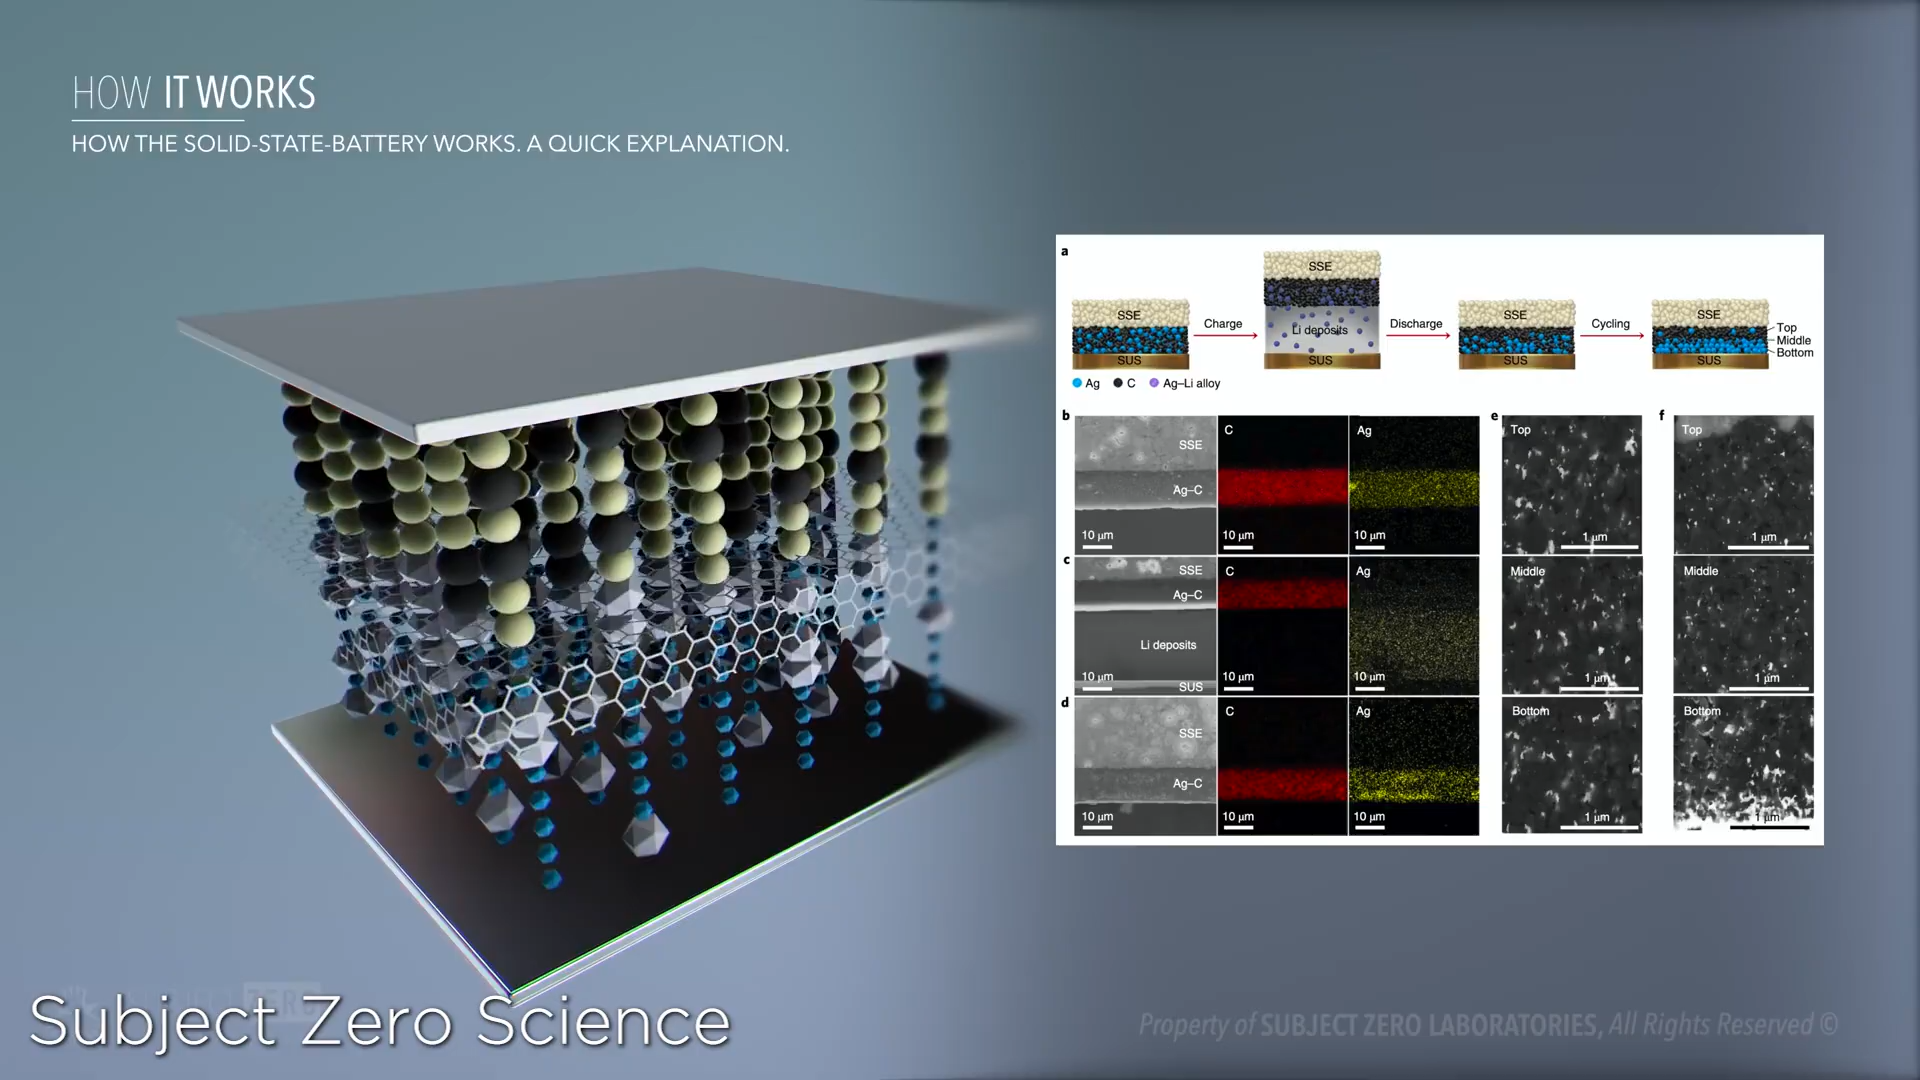 HOW IT WORKS
HOW THE SOLID-STATE-BATTERY WORKS. A QUICK EXPLANATION.
a
SSE
SUS
Charge
SSE
Li deposits
SUS
Discharge
SSE
SUS
Cycling
SSE
SUS
Top
Middle
Bottom
Ag
C
Ag–Li alloy
b
SSE
Ag–C
10 μm
C
10 μm
Ag
10 μm
c
SSE
Ag–C
Li deposits
10 μm
SUS
C
10 μm
Ag
10 μm
d
SSE
Ag–C
10 μm
C
10 μm
Ag
10 μm
e
Top
1 μm
Middle
1 μm
Bottom
1 μm
f
Top
1 μm
Middle
1 μm
Bottom
1 μm
ZERO
Subject Zero Science
Property of SUBJECT ZERO LABORATORIES, All Rights Reserved ©